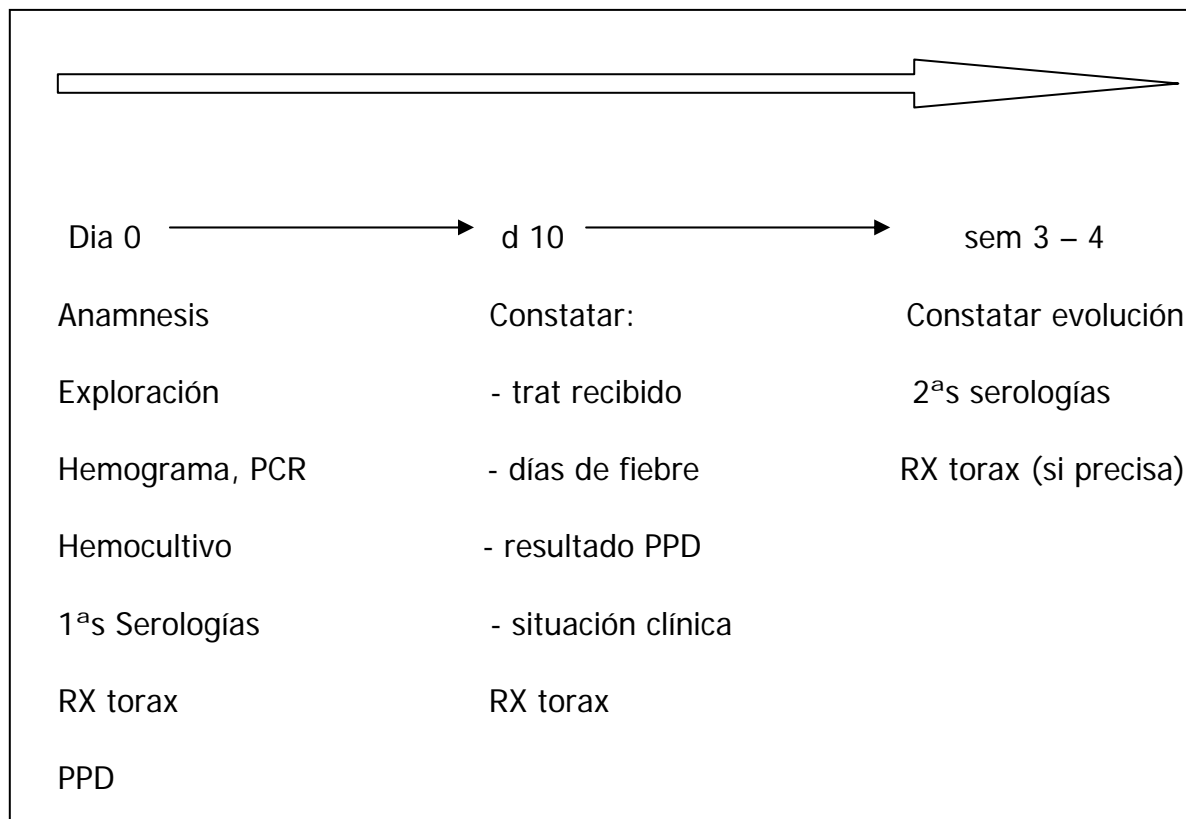 Dia 0 d 10 sem 3 – 4
Anamnesis Constatar: Constatar evolución
Exploración - trat recibido 2ªs serologías
Hemograma, PCR - días de fiebre RX torax (si precisa)
Hemocultivo - resultado PPD
1ªs Serologías - situación clínica
RX torax RX torax
PPD